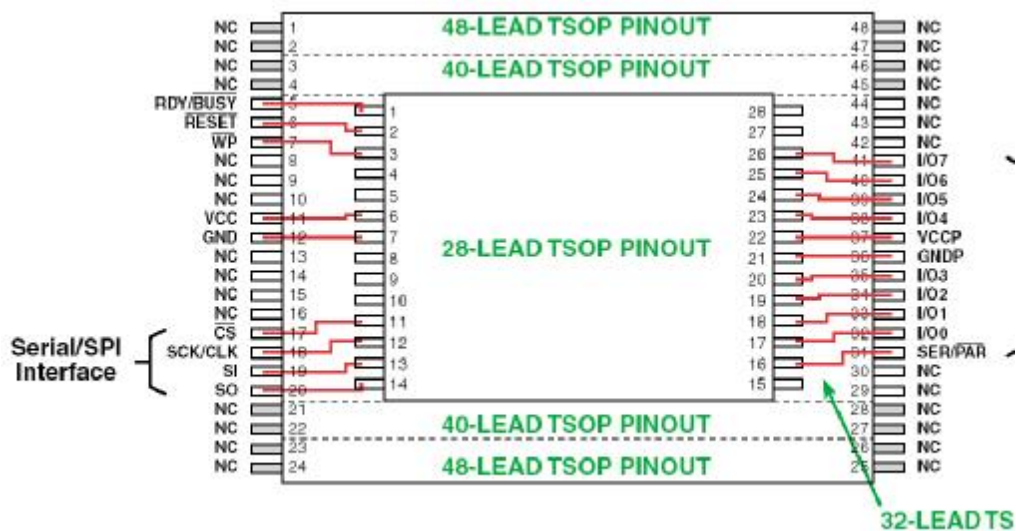 48-LEAD TSOP PINOUT
40-LEAD TSOP PINOUT
28-LEAD TSOP PINOUT
40-LEAD TSOP PINOUT
48-LEAD TSOP PINOUT
32-LEAD TS
Serial/SPI
Interface
NC 1
NC 2
NC 3
NC 4
RDY/BUSY 5
RESET 6
WP 7
NC 8
NC 9
NC 10
VCC 11
GND 12
NC 13
NC 14
NC 15
NC 16
CS 17
SCK/CLK 18
SI 19
SO 20
NC 21
NC 22
NC 23
NC 24
1
2
3
4
5
6
7
8
9
10
11
12
13
14
28
27
26
25
24
23
22
21
20
19
18
17
16
15
48 NC
47 NC
46 NC
45 NC
44 NC
43 NC
42 NC
41 I/O7
40 I/O6
39 I/O5
38 I/O4
37 VCCP
36 GNDP
35 I/O3
34 I/O2
33 I/O1
32 I/O0
31 SER/PAR
30 NC
29 NC
28 NC
27 NC
26 NC
25 NC